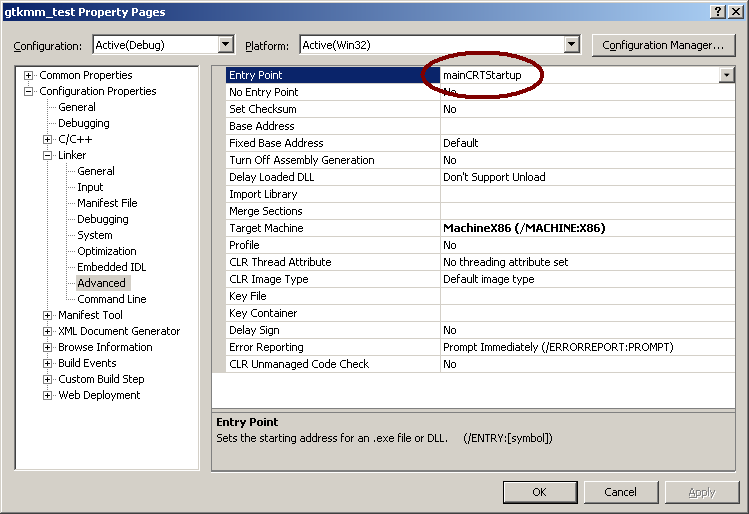 gtkmm_test Property Pages
Configuration: Active(Debug) Platform: Active(Win32) Configuration Manager...
Common Properties
Configuration Properties
General
Debugging
C/C++
Linker
General
Input
Manifest File
Debugging
System
Optimization
Embedded IDL
Advanced
Command Line
Manifest Tool
XML Document Generator
Browse Information
Build Events
Custom Build Step
Web Deployment
Entry Point mainCRTStartup
No Entry Point No
Set Checksum No
Base Address
Fixed Base Address Default
Turn Off Assembly Generation No
Delay Loaded DLL Don't Support Unload
Import Library
Merge Sections
Target Machine MachineX86 (/MACHINE:X86)
Profile No
CLR Thread Attribute No threading attribute set
CLR Image Type Default image type
Key File
Key Container
Delay Sign No
Error Reporting Prompt Immediately (/ERRORREPORT:PROMPT)
CLR Unmanaged Code Check No
Entry Point
Sets the starting address for an .exe file or DLL. (/ENTRY:[symbol])
OK Cancel Apply